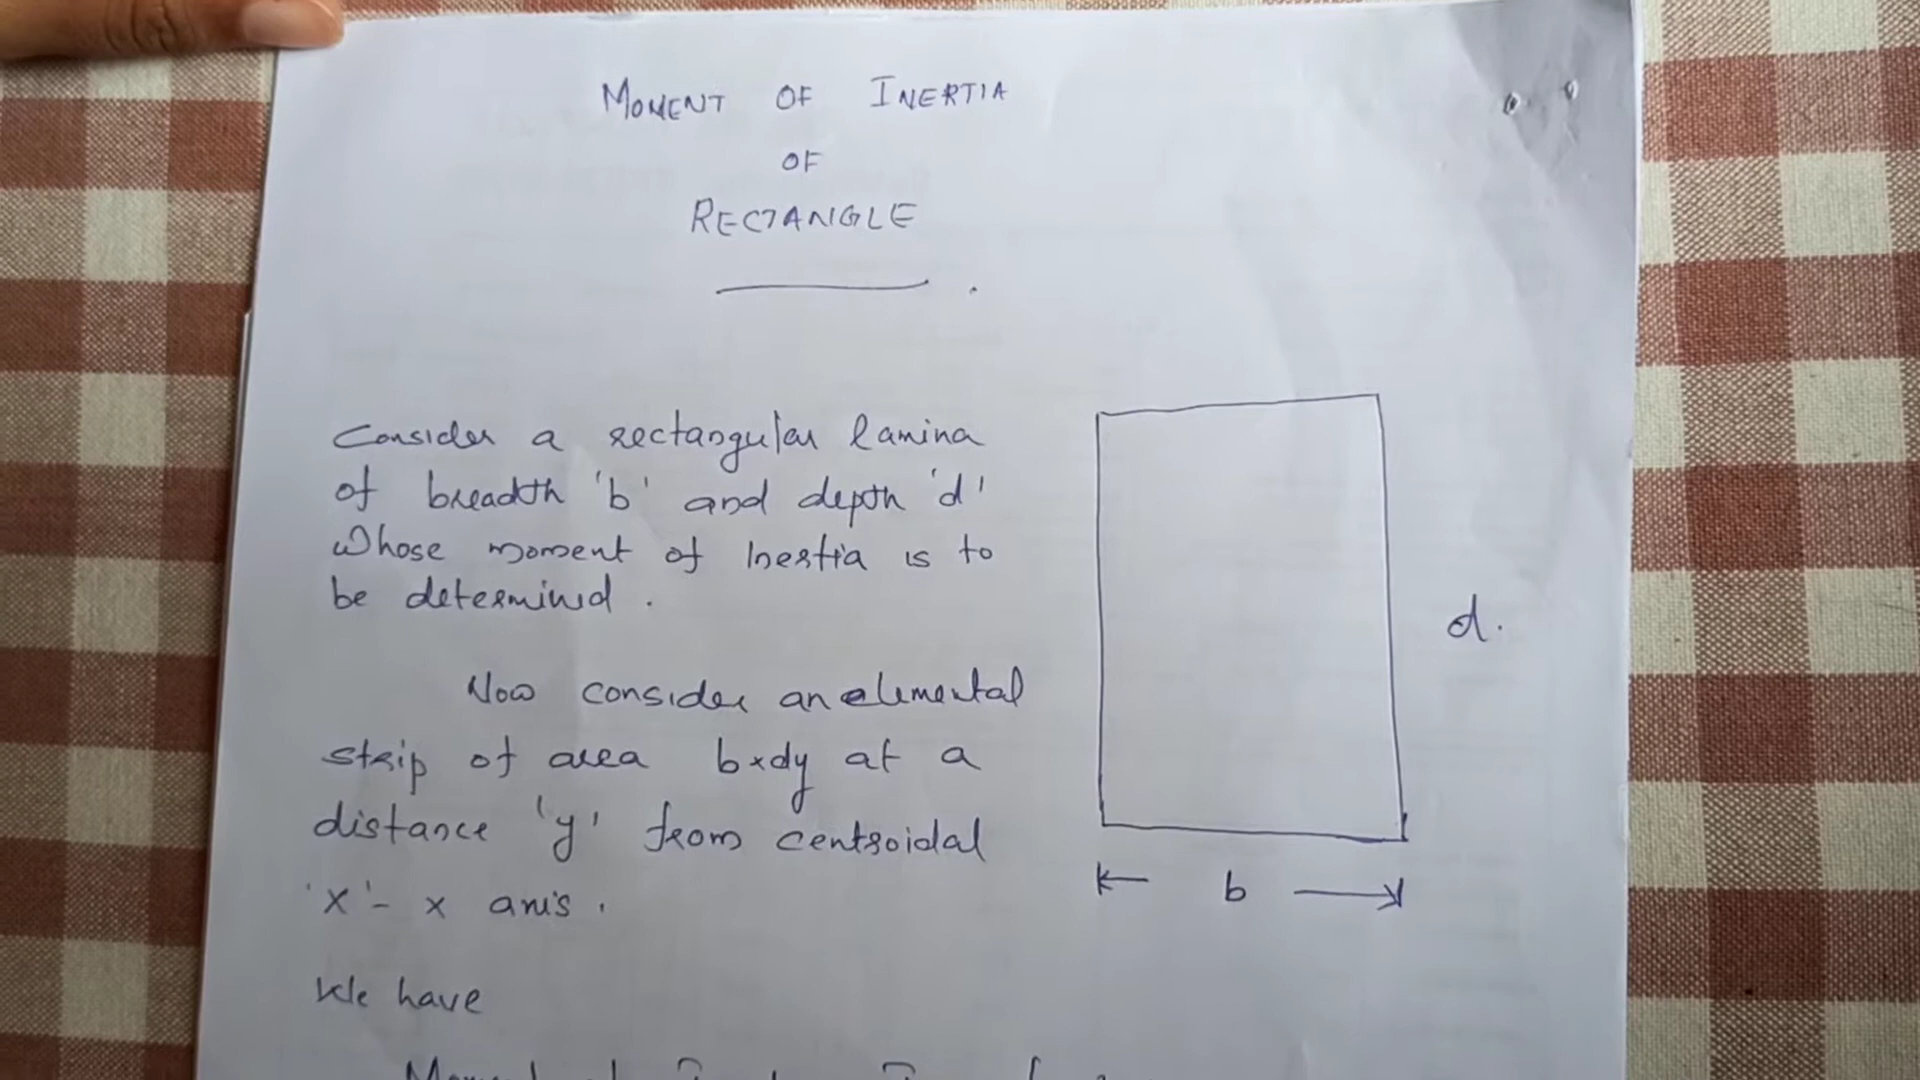 MOMENT OF INERTIA
OF
RECTANGLE
Consider a rectangular lamina
of breadth 'b' and depth 'd'
whose moment of Inertia is to
be determined.
Now consider an elemental
strip of area b×dy at a
distance 'y' from centroidal
'x' - x axis.
We have
d.
b